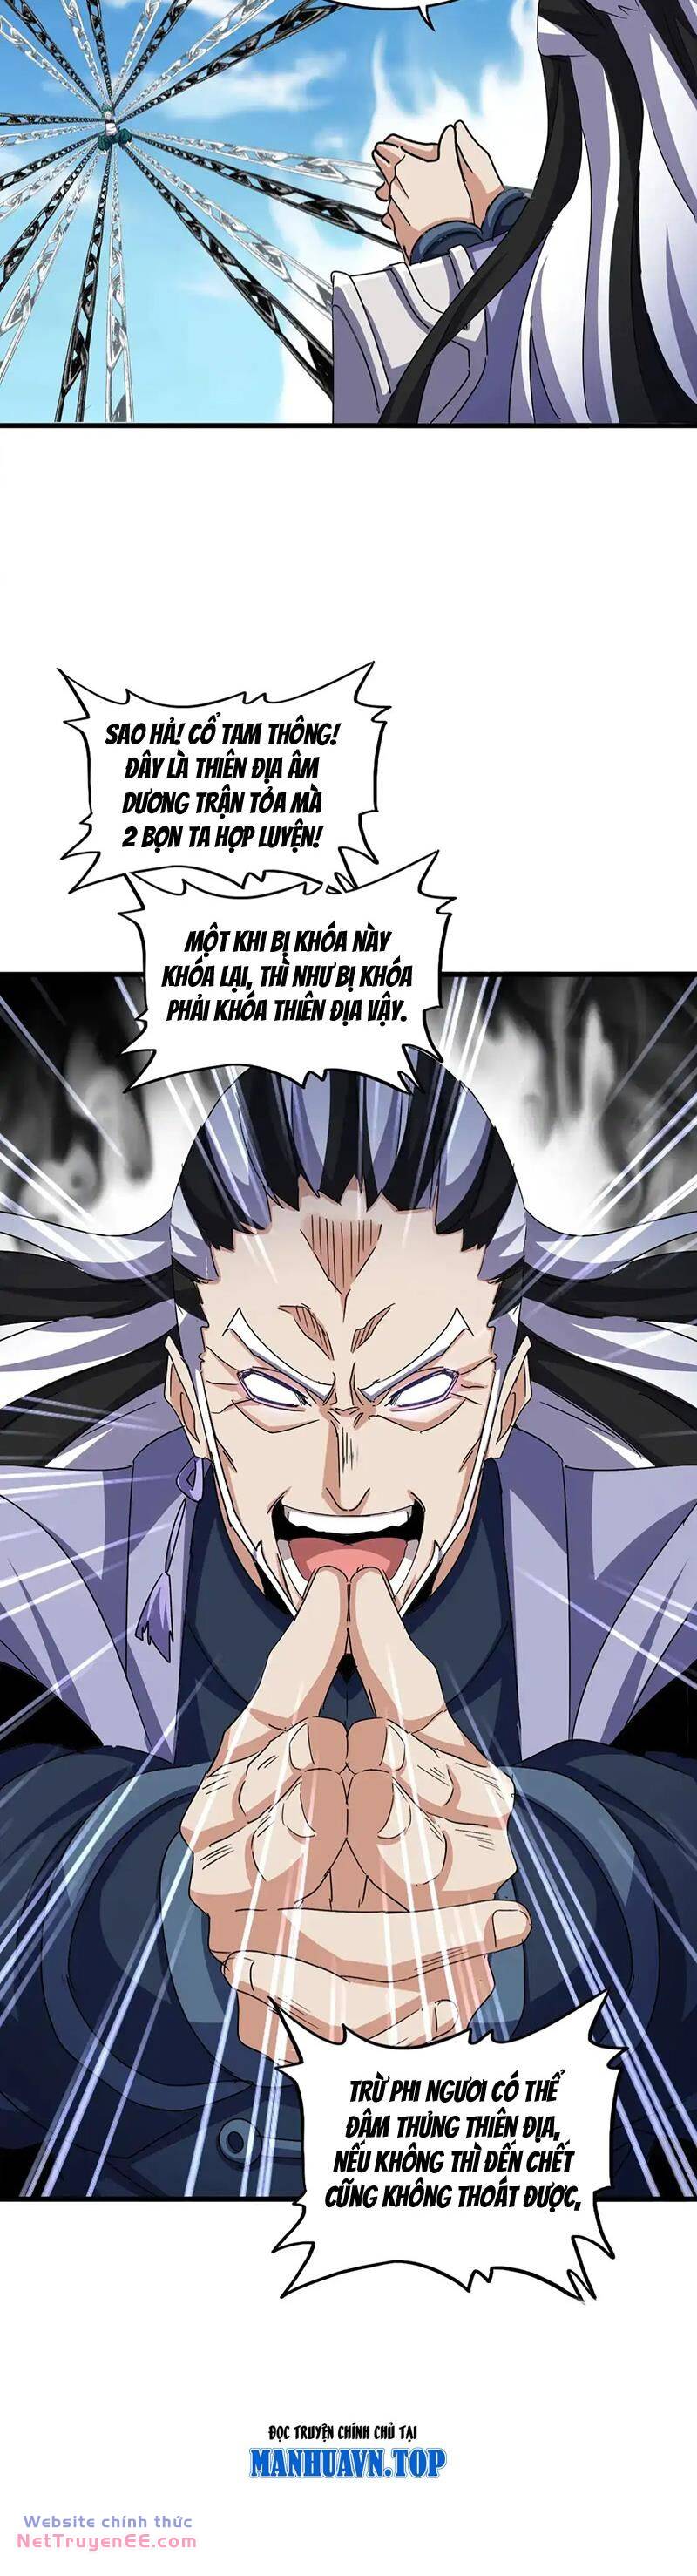 SAO HẢ! CỔ TAM THÔNG!
ĐÂY LÀ THIÊN ĐỊA ÂM
DƯƠNG TRẬN TỎA MÀ
2 BỌN TA HỢP LUYỆN!
MỘT KHI BỊ KHÓA NÀY
KHÓA LẠI, THÌ NHƯ BỊ KHÓA
PHẢI KHÓA THIÊN ĐỊA VẬY.
TRỪ PHI NGƯƠI CÓ THỂ
ĐÂM THỦNG THIÊN ĐỊA,
NẾU KHÔNG THÌ ĐẾN CHẾT
CŨNG KHÔNG THOÁT ĐƯỢC,
ĐỌC TRUYỆN CHÍNH CHỦ TẠI
MANHUAVN.TOP
Website chính thức
NetTruyenEE.com